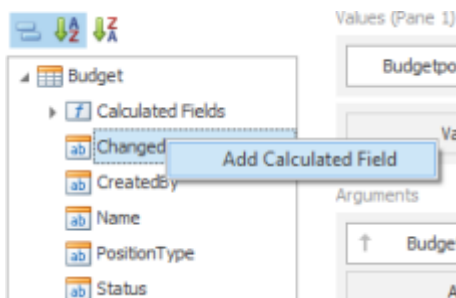 A
Z
Z
A
Values (Pane 1)
Budget
Budgetpo
Calculated Fields
Changed
Va
Add Calculated Field
CreatedBy
Arguments
Name
Budge
PositionType
Status